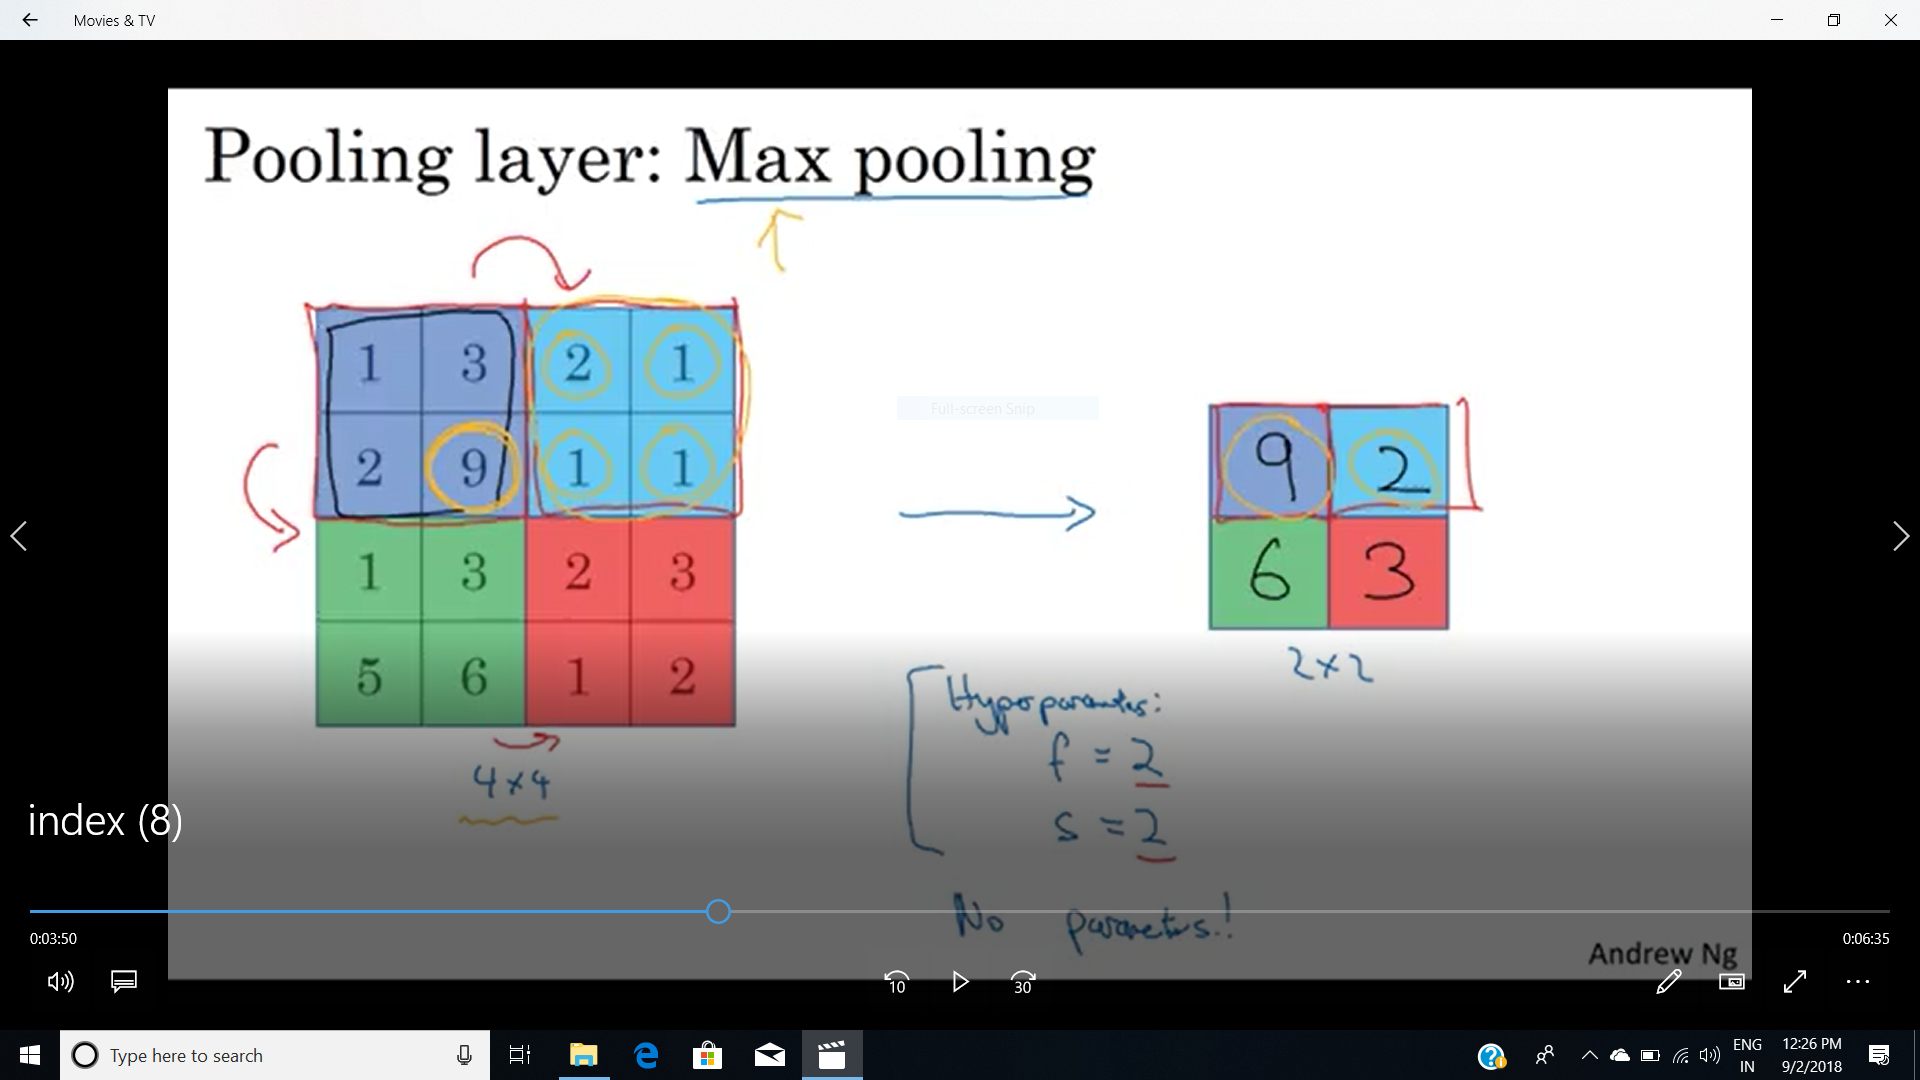 Movies & TV
Pooling layer: Max pooling
1 3 2 1
2 9 1 1
1 3 2 3
5 6 1 2
4×4
Full-screen Snip
9 2
6 3
2×2
Hyperparameters:
f = 2
s = 2
No parameters!
Andrew Ng
index (8)
0:03:50
0:06:35
10
30
Type here to search
ENG
IN
12:26 PM
9/2/2018